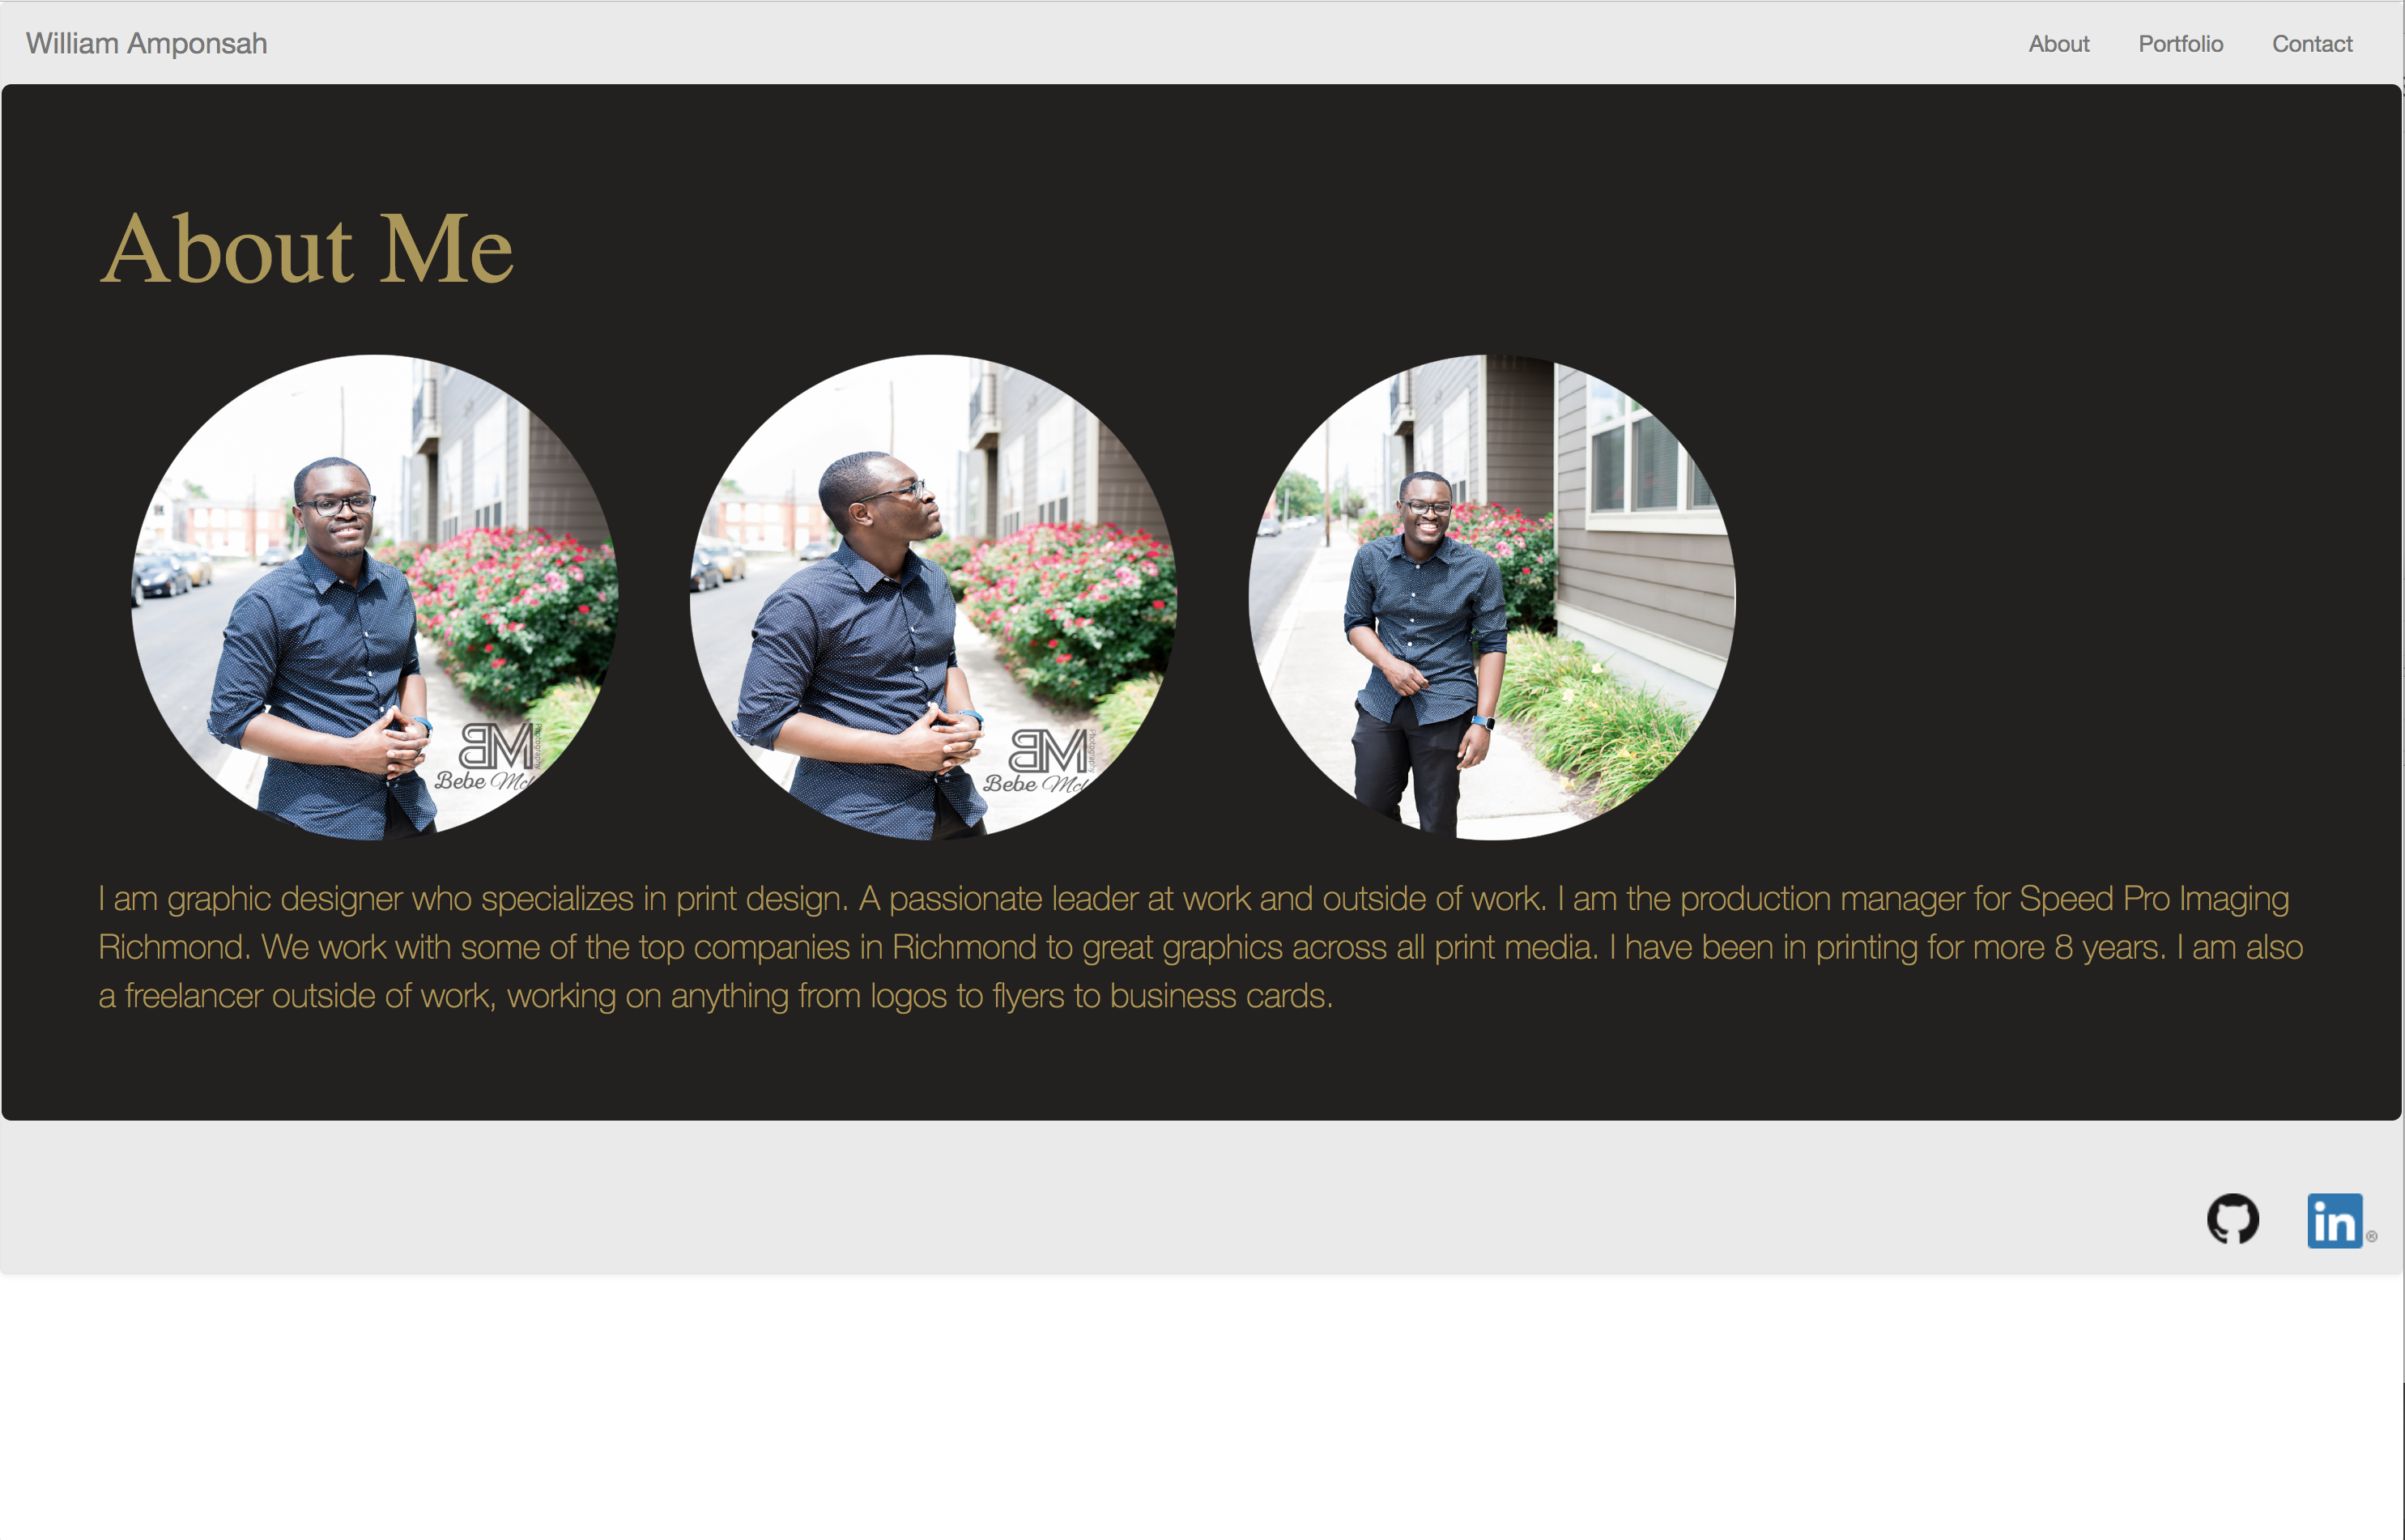 William Amponsah
About Portfolio Contact
About Me
BM Photography
Bebe
BM Photography
Bebe
I am graphic designer who specializes in print design. A passionate leader at work and outside of work. I am the production manager for Speed Pro Imaging
Richmond. We work with some of the top companies in Richmond to great graphics across all print media. I have been in printing for more 8 years. I am also
a freelancer outside of work, working on anything from logos to flyers to business cards.
in ®